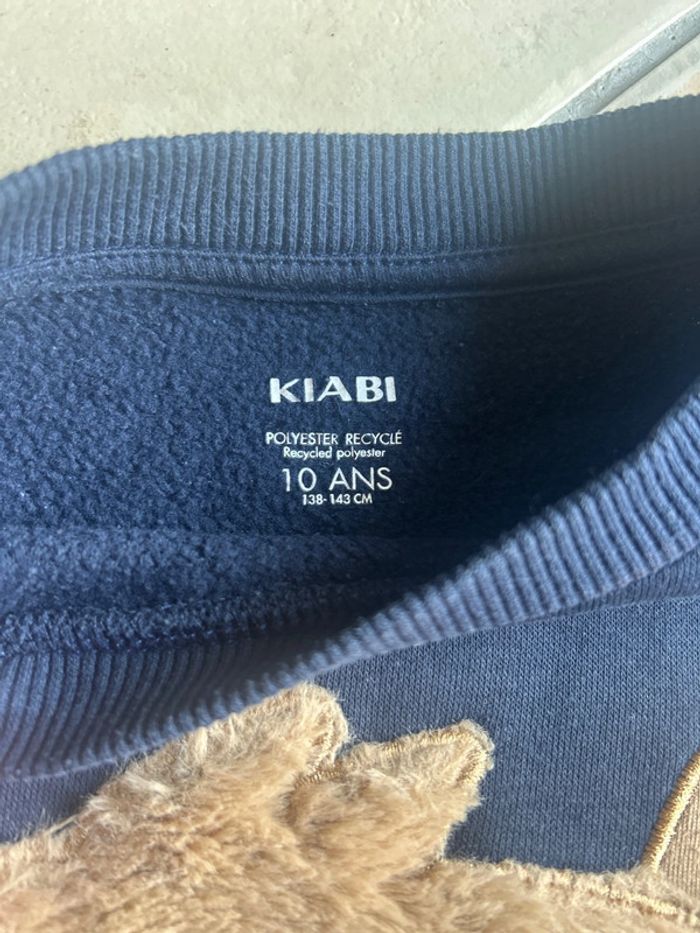 KIABI
POLYESTER RECYCLÉ
Recycled polyester
10 ANS
138-143 CM